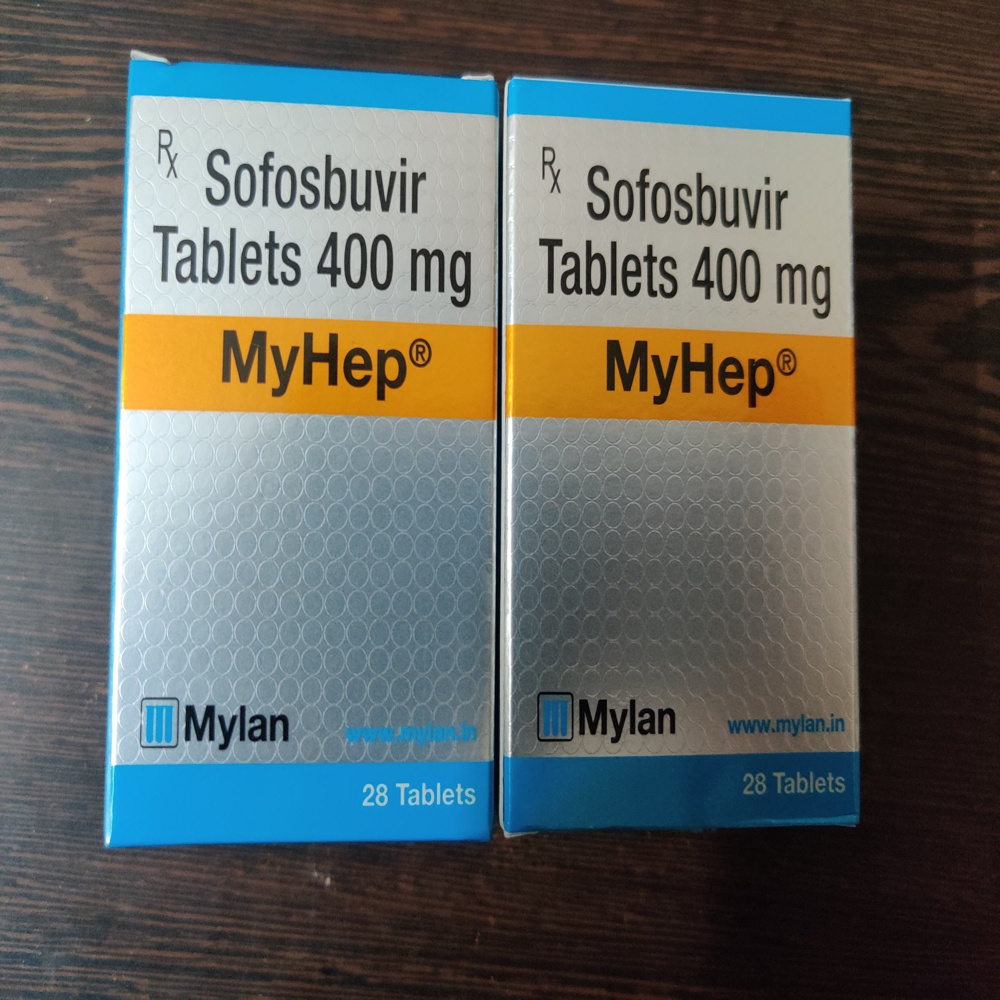 Rx
Sofosbuvir
Tablets 400 mg
MyHep®
Mylan
www.mylan.in
28 Tablets
Rx
Sofosbuvir
Tablets 400 mg
MyHep®
Mylan
www.mylan.in
28 Tablets